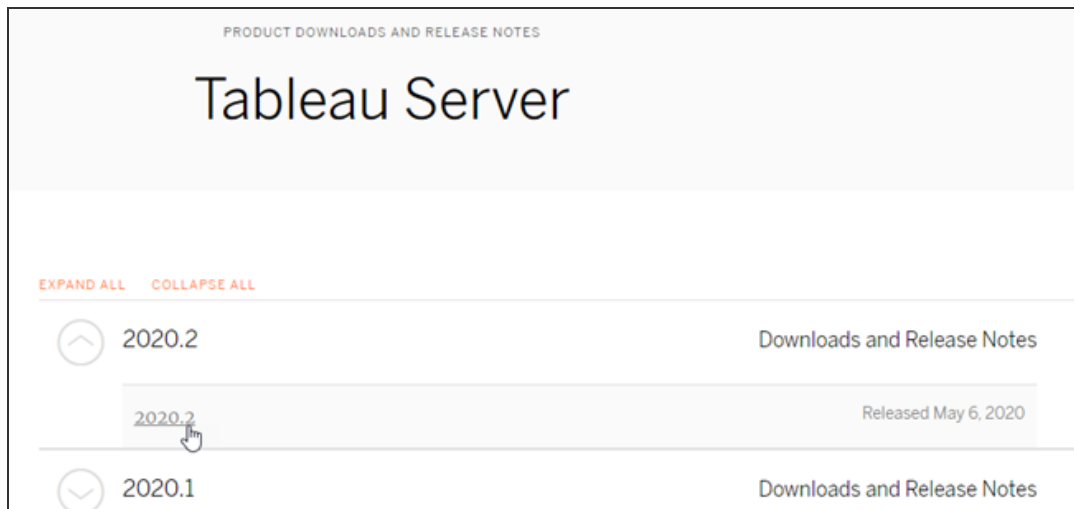 PRODUCT DOWNLOADS AND RELEASE NOTES
Tableau Server
EXPAND ALL COLLAPSE ALL
2020.2 Downloads and Release Notes
2020.2 Released May 6, 2020
2020.1 Downloads and Release Notes